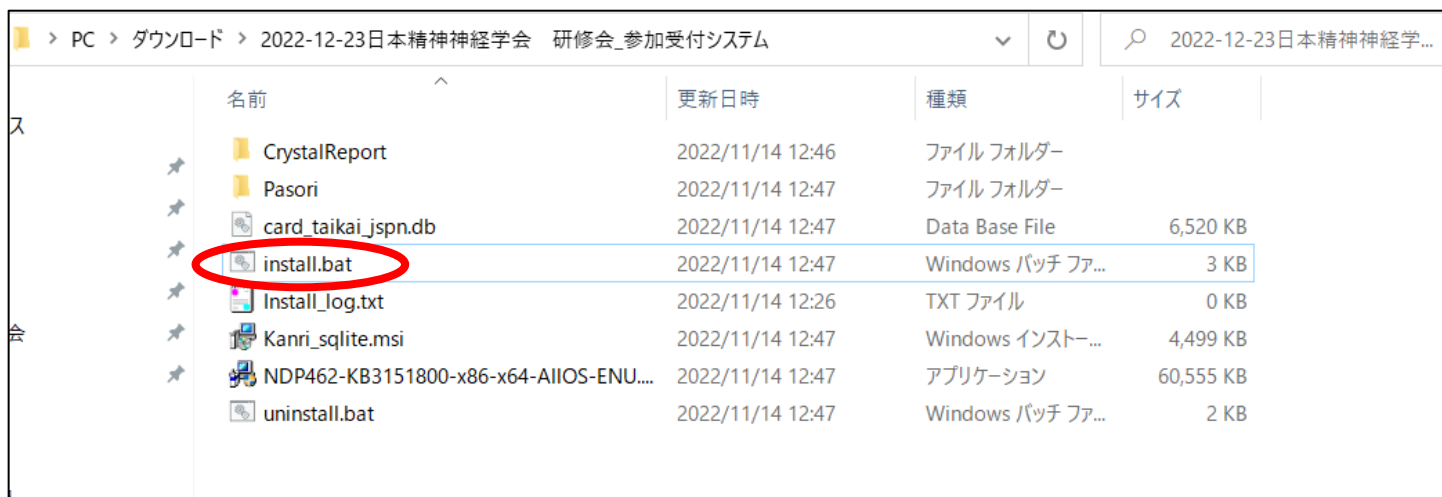 > PC > ダウンロード > 2022-12-23日本精神神経学会　研修会_参加受付システム
2022-12-23日本精神神経学...
名前 更新日時 種類 サイズ
ス
CrystalReport 2022/11/14 12:46 ファイル フォルダー
Pasori 2022/11/14 12:47 ファイル フォルダー
card_taikai_jspn.db 2022/11/14 12:47 Data Base File 6,520 KB
install.bat 2022/11/14 12:47 Windows バッチ ファ... 3 KB
Install_log.txt 2022/11/14 12:26 TXT ファイル 0 KB
会
Kanri_sqlite.msi 2022/11/14 12:47 Windows インストー... 4,499 KB
NDP462-KB3151800-x86-x64-AllOS-ENU.... 2022/11/14 12:47 アプリケーション 60,555 KB
uninstall.bat 2022/11/14 12:47 Windows バッチ ファ... 2 KB